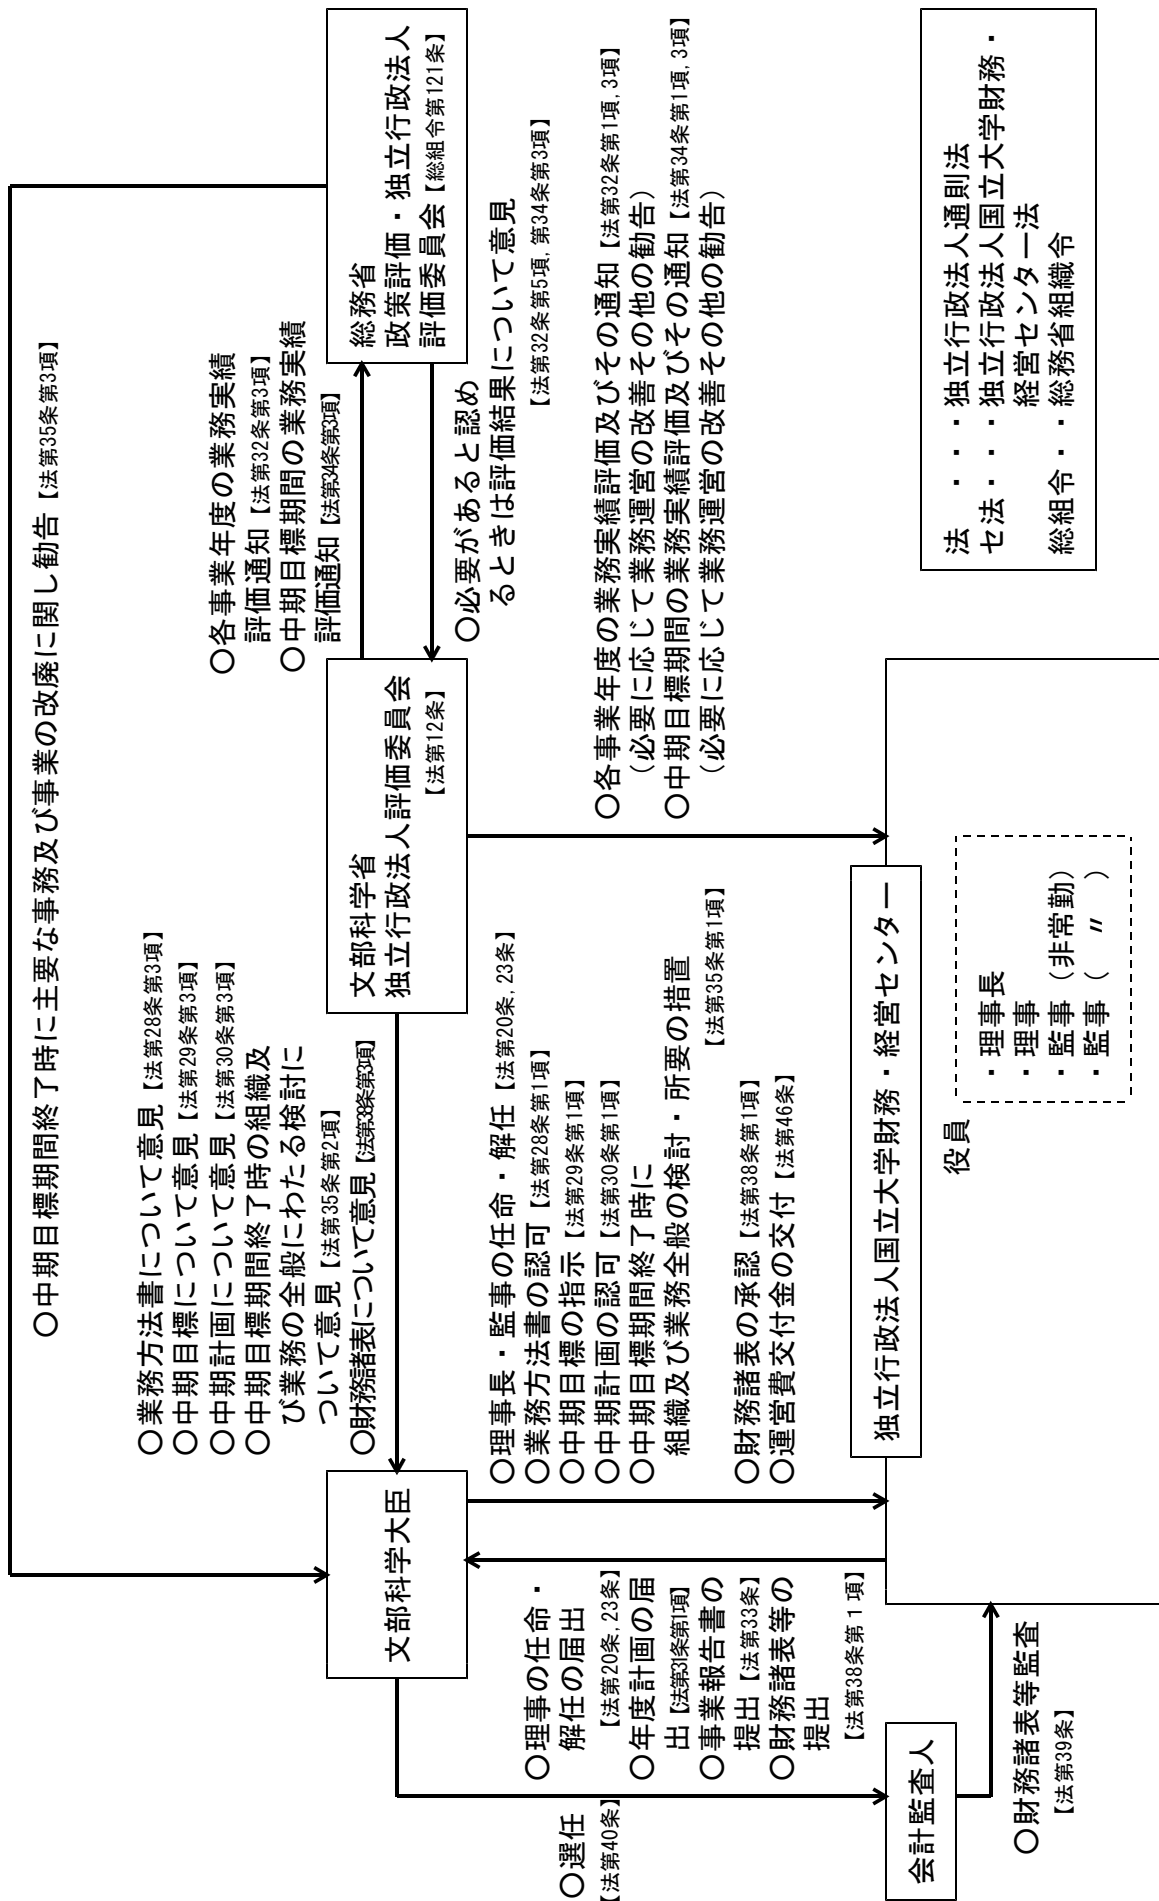 ○中期目標期間終了時に主要な事務及び事業の改廃に関し勧告【法第35条第3項】
○業務方法書について意見【法第28条第3項】
○中期目標について意見【法第29条第3項】
○中期計画について意見【法第30条第3項】
○中期目標期間終了時の組織及
び業務の全般にわたる検討に
ついて意見【法第35条第2項】
○財務諸表について意見【法第38条第3項】
○各事業年度の業務実績
評価通知【法第32条第3項】
○中期目標期間の業務実績
評価通知【法第34条第3項】
文部科学大臣
文部科学省
独立行政法人評価委員会
【法第12条】
総務省
政策評価・独立行政法人
評価委員会【総組令第121条】
○必要があると認め
るときは評価結果について意見
【法第32条第5項,第34条第3項】
○選任
【法第40条】
○理事の任命・
解任の届出
【法第20条,23条】
○年度計画の届
出【法第31条第1項】
○事業報告書の
提出【法第33条】
○財務諸表等の
提出
【法第38条第１項】
○理事長・監事の任命・解任【法第20条,23条】
○業務方法書の認可【法第28条第1項】
○中期目標の指示【法第29条第1項】
○中期計画の認可【法第30条第1項】
○中期目標期間終了時に
組織及び業務全般の検討・所要の措置
【法第35条第1項】
○財務諸表の承認【法第38条第1項】
○運営費交付金の交付【法第46条】
○各事業年度の業務実績評価及びその通知【法第32条第1項,3項】
（必要に応じて業務運営の改善その他の勧告）
○中期目標期間の業務実績評価及びその通知【法第34条第1項,3項】
（必要に応じて業務運営の改善その他の勧告）
会計監査人
○財務諸表等監査
【法第39条】
独立行政法人国立大学財務・経営センター
役員
・理事長
・理事
・監事（非常勤）
・監事（　〃　）
法　・・・独立行政法人通則法
セ法・・・独立行政法人国立大学財務・
経営センター法
総組令・・総務省組織令